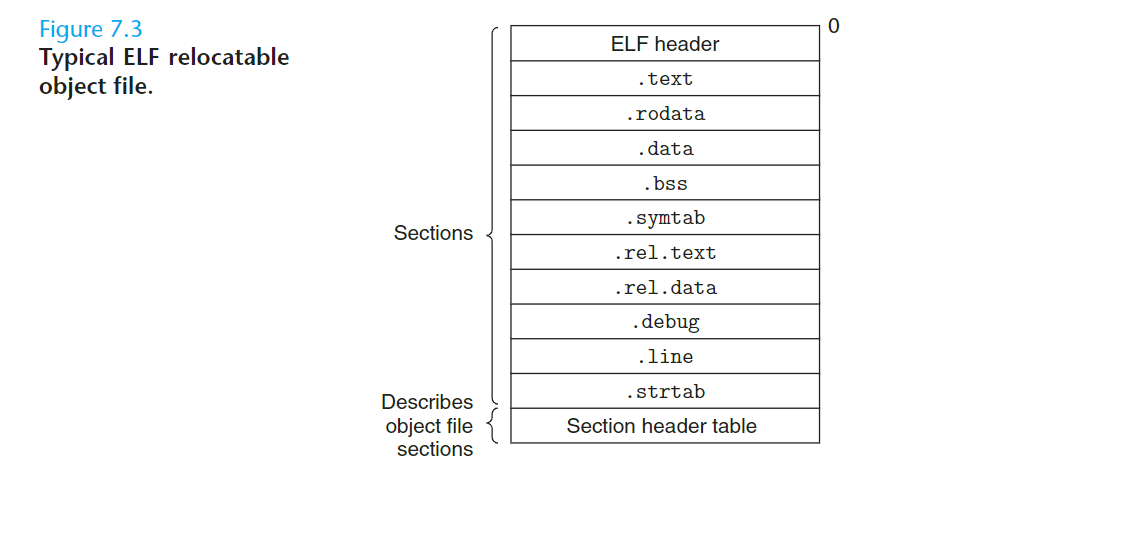 Figure 7.3
Typical ELF relocatable
object file.
0
ELF header
.text
.rodata
.data
.bss
.symtab
.rel.text
.rel.data
.debug
.line
.strtab
Section header table
Sections
Describes
object file
sections